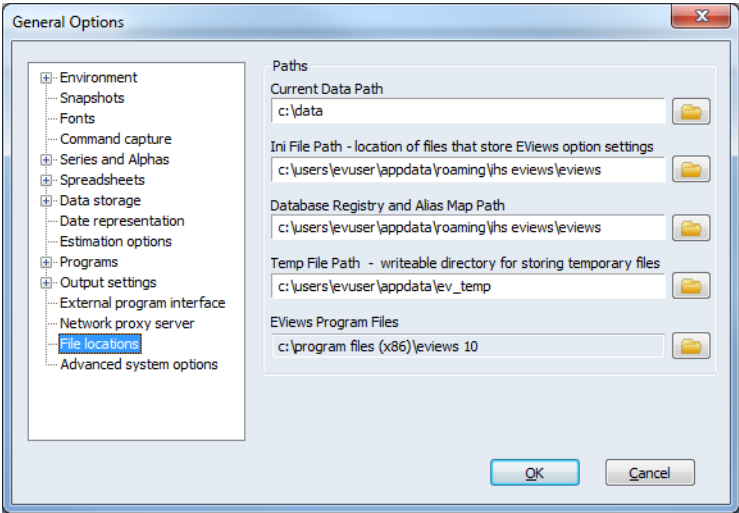 General Options
Environment
Snapshots
Fonts
Command capture
Series and Alphas
Spreadsheets
Data storage
Date representation
Estimation options
Programs
Output settings
External program interface
Network proxy server
File locations
Advanced system options
Paths
Current Data Path
c:\data
Ini File Path - location of files that store EViews option settings
c:\users\evuser\appdata\roaming\ihs eviews\eviews
Database Registry and Alias Map Path
c:\users\evuser\appdata\roaming\ihs eviews\eviews
Temp File Path - writeable directory for storing temporary files
c:\users\evuser\appdata\ev_temp
EViews Program Files
c:\program files (x86)\eviews 10
OK
Cancel